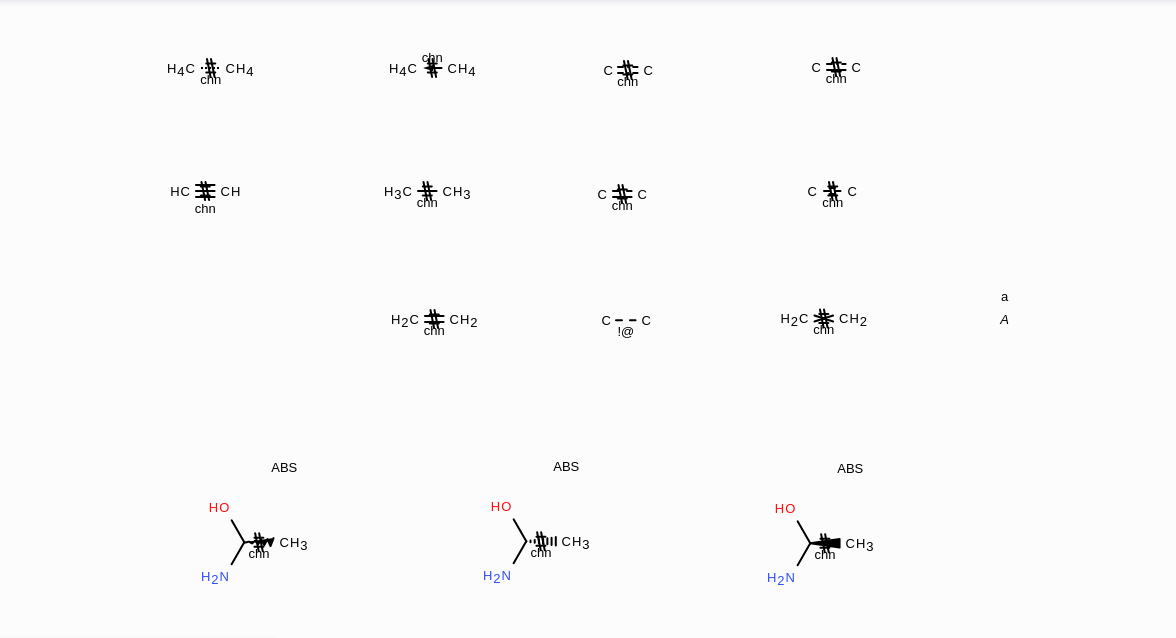 H4C CH4
chn
H4C CH4
chn
C C
chn
C C
chn
HC CH
chn
H3C CH3
chn
C C
chn
C C
chn
H2C CH2
chn
C C
!@
H2C CH2
chn
a
A
ABS
HO
CH3
chn
H2N
ABS
HO
CH3
chn
H2N
ABS
HO
CH3
chn
H2N